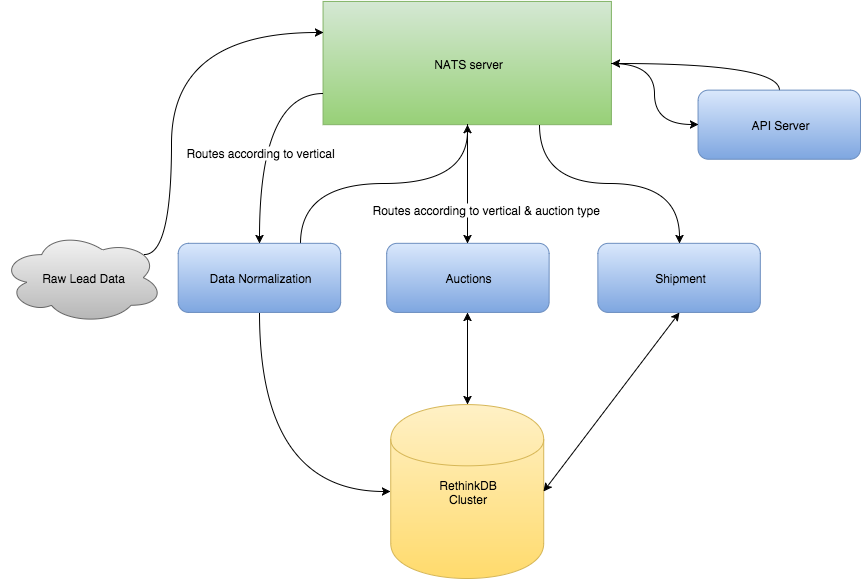 NATS server
API Server
Routes according to vertical
Routes according to vertical & auction type
Raw Lead Data
Data Normalization
Auctions
Shipment
RethinkDB
Cluster